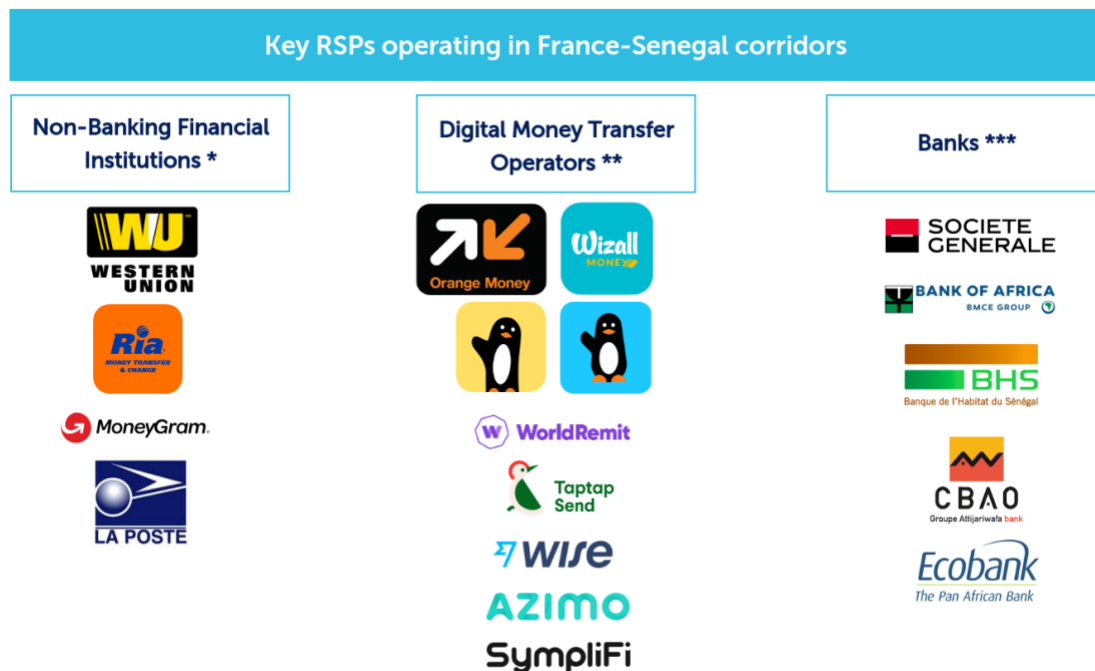 Key RSPs operating in France-Senegal corridors
Non-Banking Financial
Institutions *
WU
WESTERN
UNION
Ria
MONEY TRANSFER
& CHANGE
MoneyGram.
LA POSTE
Digital Money Transfer
Operators **
Orange Money
Wizall
MONEY
W WorldRemit
Taptap
Send
WISE
AZIMO
SympliFi
Banks ***
SOCIETE
GENERALE
BANK OF AFRICA
BMCE GROUP
BHS
Banque de l'Habitat du Sénégal
CBAO
Groupe Attijariwafa bank
Ecobank
The Pan African Bank